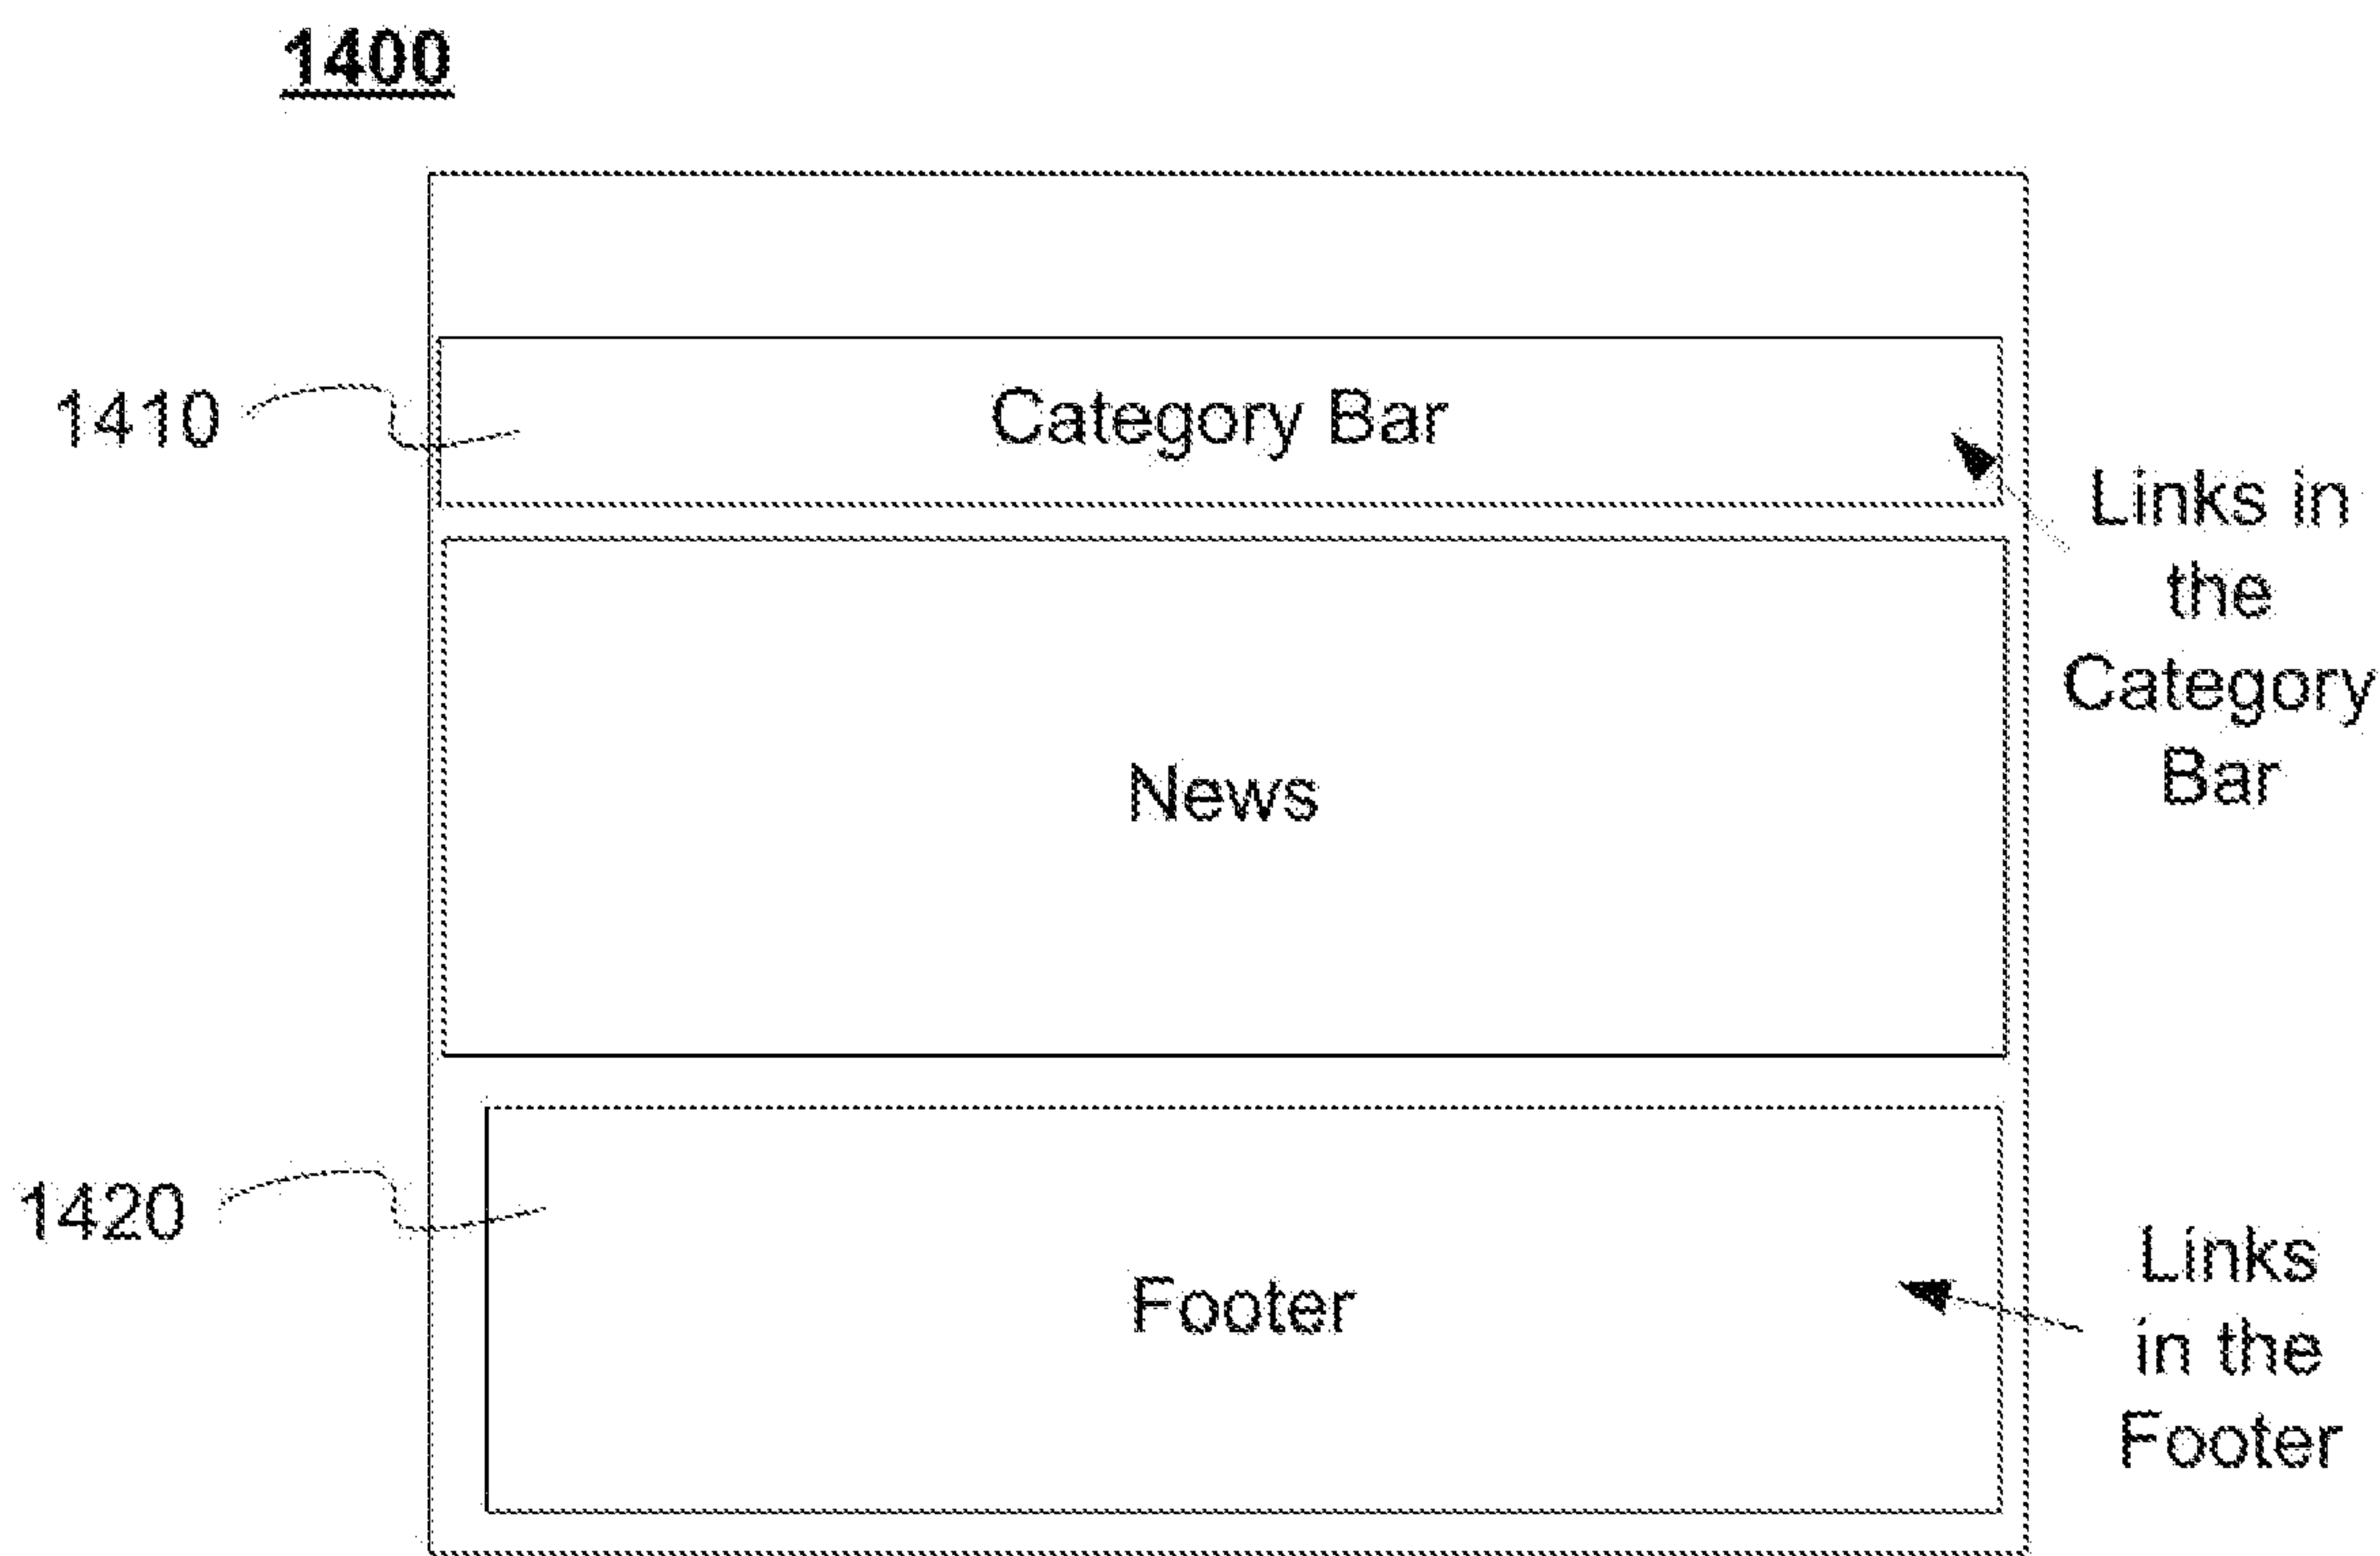 1400
1410
Category Bar
Links in
the
Category
Bar
News
1420
Footer
Links
in the
Footer